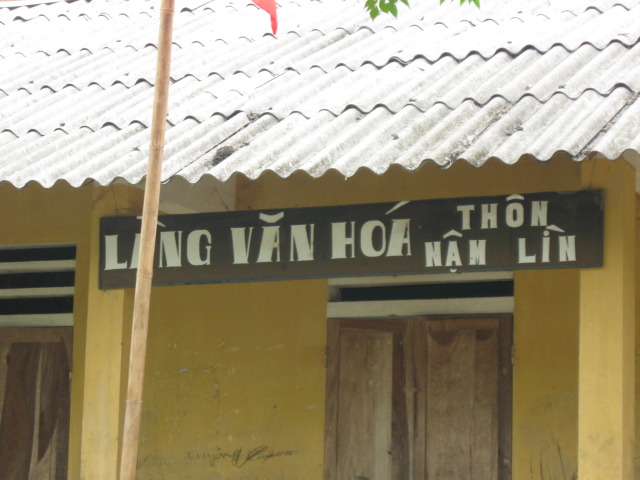 LÀNG VĂN HOÁ
THÔN
NẬM LÌN